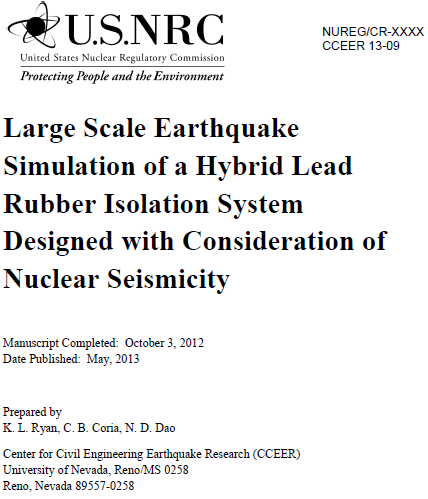 U.S.NRC
NUREG/CR-XXXX
CCEER 13-09
United States Nuclear Regulatory Commission
Protecting People and the Environment
Large Scale Earthquake
Simulation of a Hybrid Lead
Rubber Isolation System
Designed with Consideration of
Nuclear Seismicity
Manuscript Completed:  October 3, 2012
Date Published:  May, 2013
Prepared by
K. L. Ryan, C. B. Coria, N. D. Dao
Center for Civil Engineering Earthquake Research (CCEER)
University of Nevada, Reno/MS 0258
Reno, Nevada 89557-0258